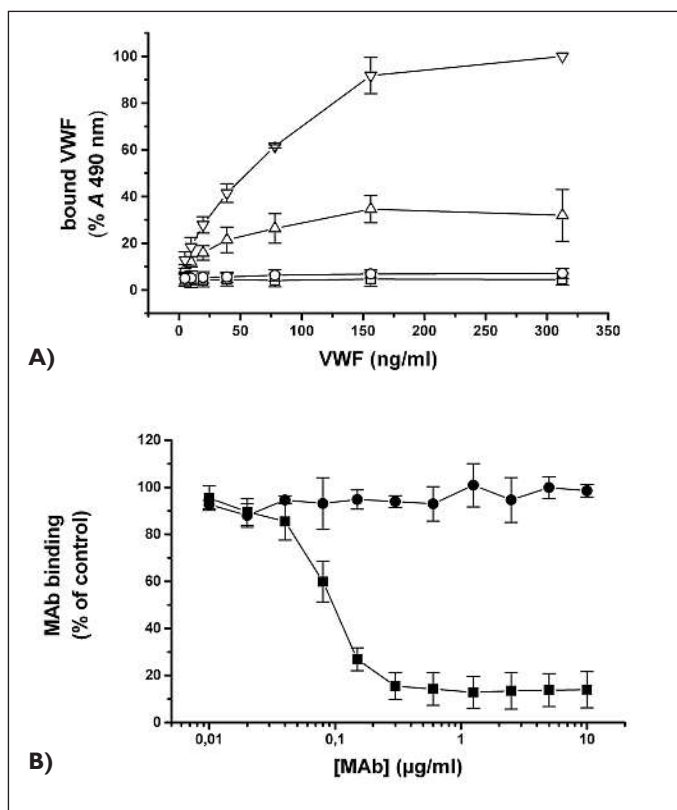 100
80
60
40
20
0
bound VWF
(% A 490 nm)
0 50 100 150 200 250 300 350
VWF (ng/ml)
A)
120
100
80
60
40
20
0
MAb binding
(% of control)
0,01 0,1 1 10
[MAb] (µg/ml)
B)